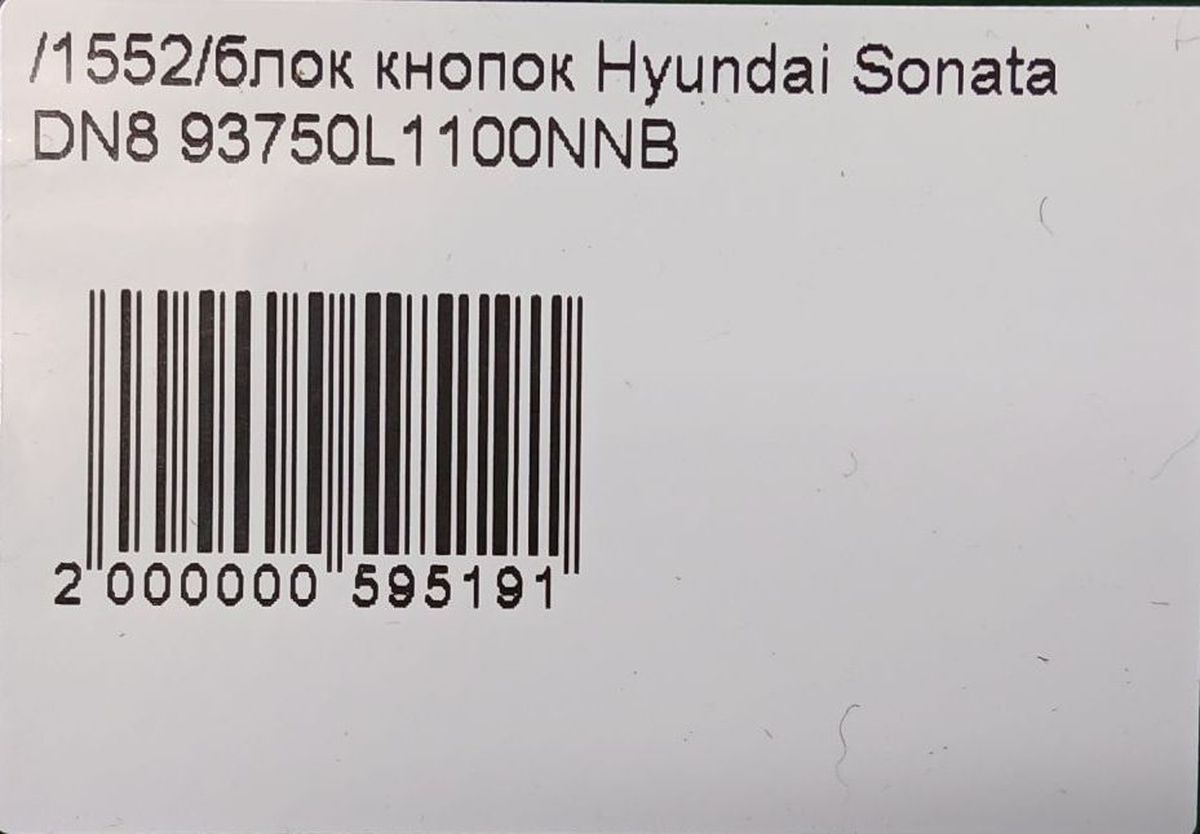 /1552/блок кнопок Hyundai Sonata
DN8 93750L1100NNB
2 000000 595191